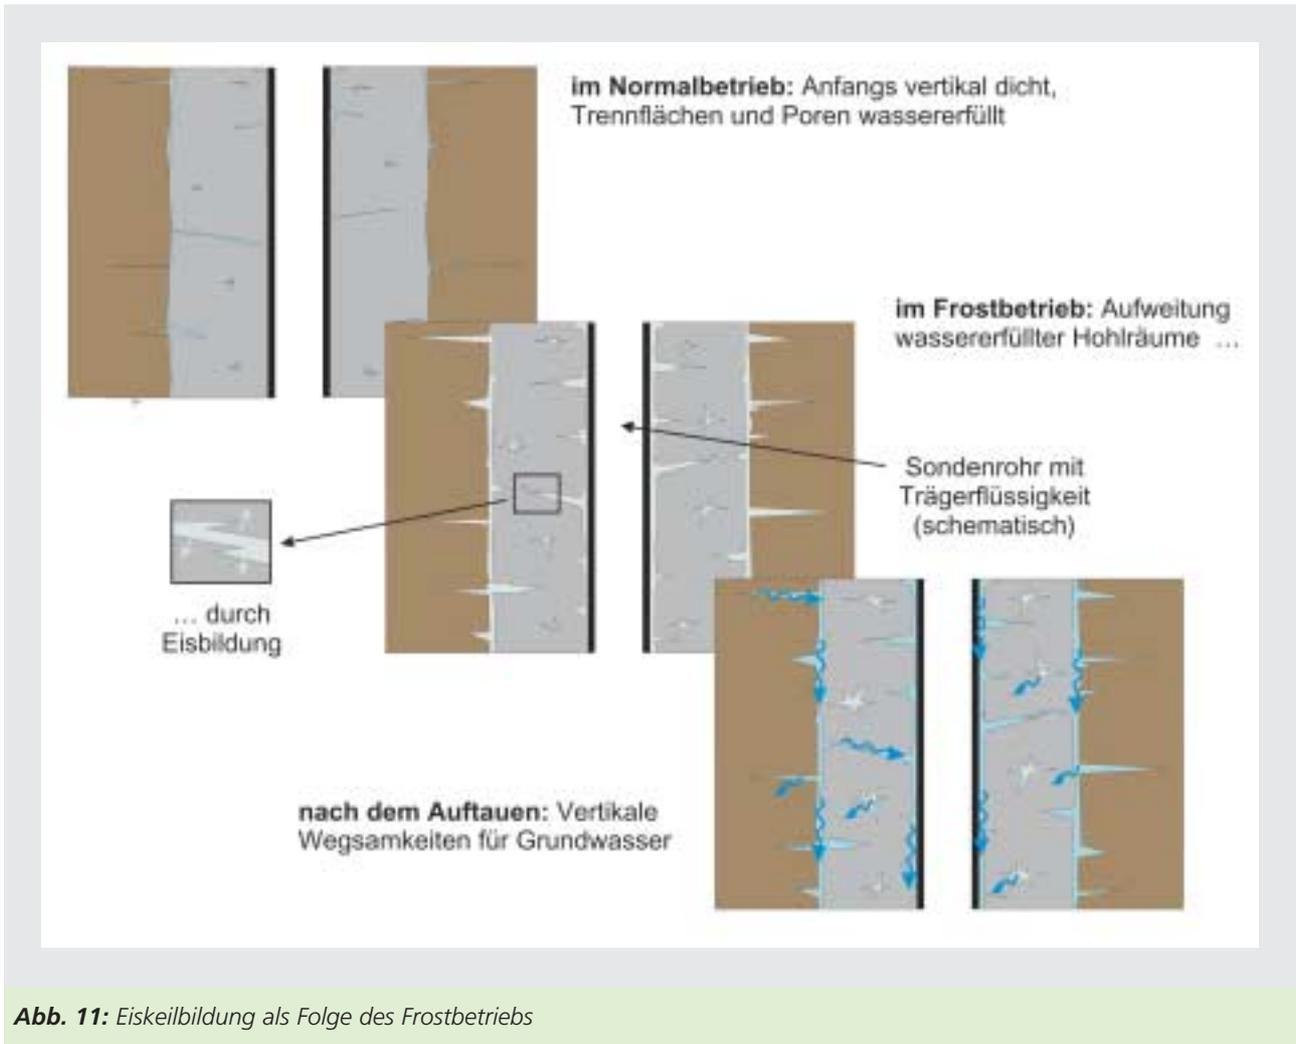 im Normalbetrieb: Anfangs vertikal dicht,
Trennflächen und Poren wassererfüllt
im Frostbetrieb: Aufweitung
wassererfüllter Hohlräume ...
Sondenrohr mit
Trägerflüssigkeit
(schematisch)
... durch
Eisbildung
nach dem Auftauen: Vertikale
Wegsamkeiten für Grundwasser
Abb. 11: Eiskeilbildung als Folge des Frostbetriebs